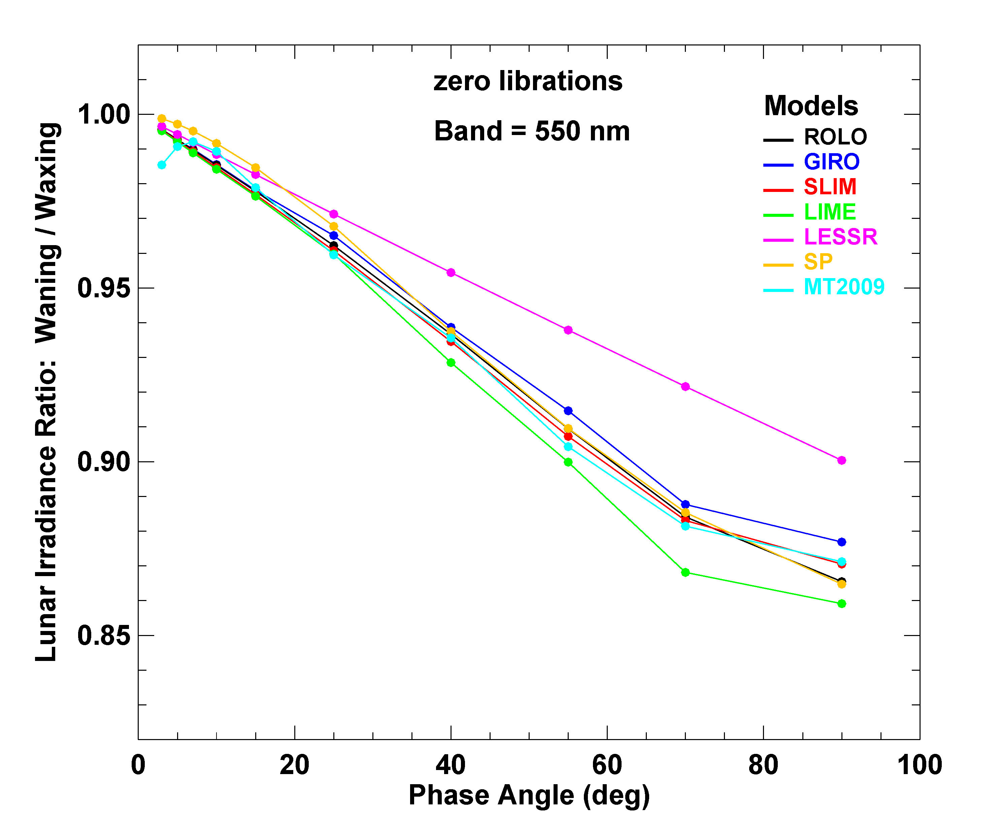 zero librations
Band = 550 nm
Models
ROLO
GIRO
SLIM
LIME
LESSR
SP
MT2009
Lunar Irradiance Ratio: Waning / Waxing
1.00
0.95
0.90
0.85
0 20 40 60 80 100
Phase Angle (deg)